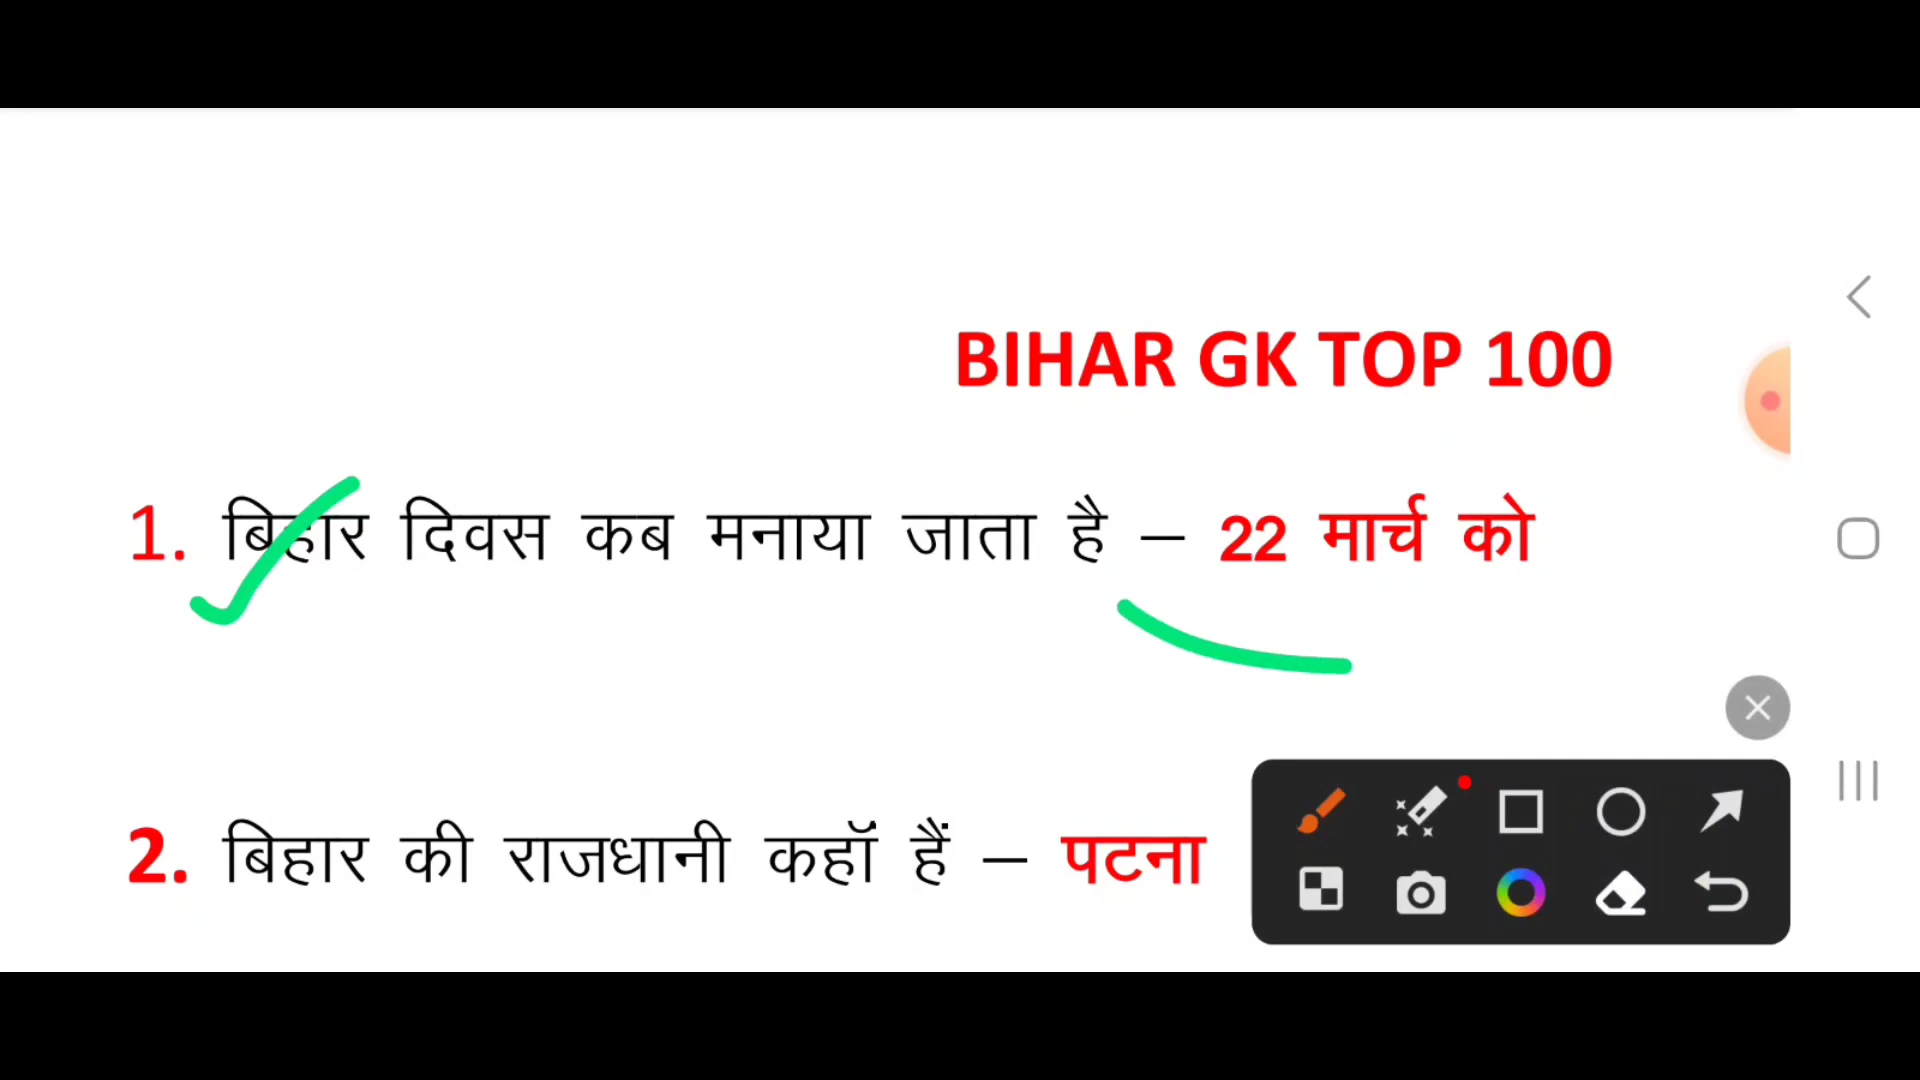 BIHAR GK TOP 100
1. बिहार दिवस कब मनाया जाता है – 22 मार्च को
2. बिहार की राजधानी कहॉ हैं – पटना